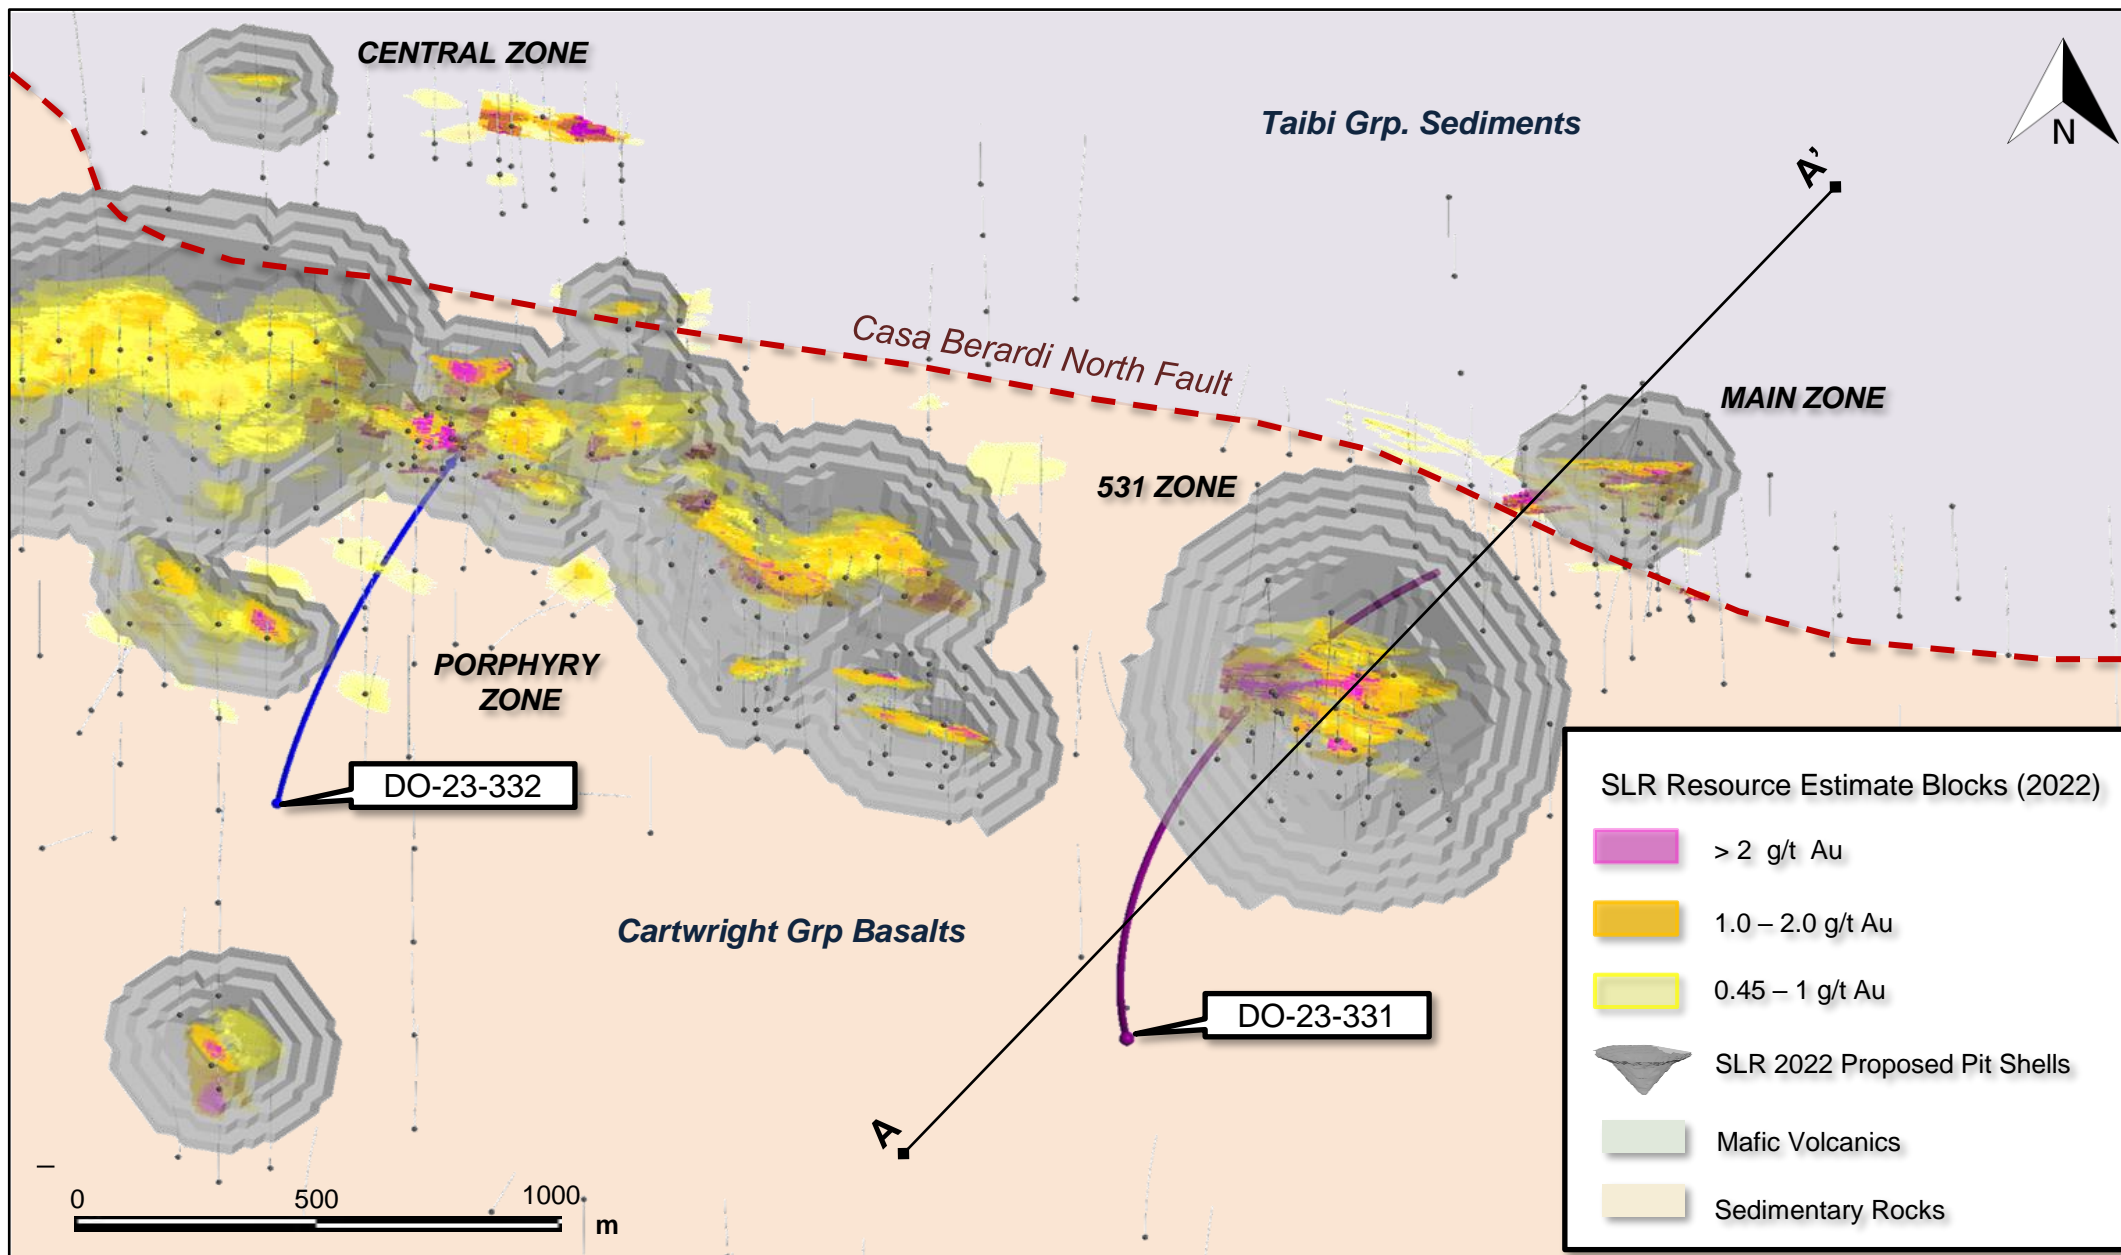 CENTRAL ZONE
Taibi Grp. Sediments
N
A’
Casa Berardi North Fault
MAIN ZONE
531 ZONE
PORPHYRY
ZONE
DO-23-332
Cartwright Grp Basalts
DO-23-331
A
0 500 1000
m
SLR Resource Estimate Blocks (2022)
> 2 g/t Au
1.0 – 2.0 g/t Au
0.45 – 1 g/t Au
SLR 2022 Proposed Pit Shells
Mafic Volcanics
Sedimentary Rocks